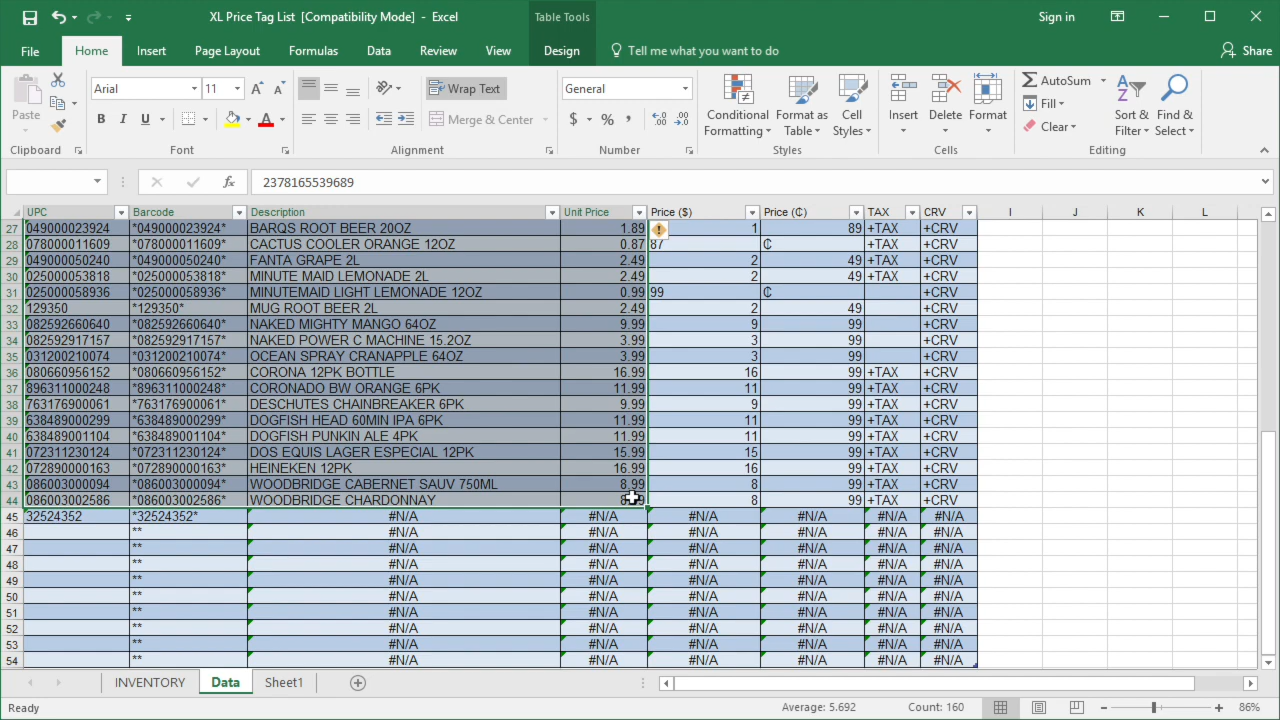 XL Price Tag List [Compatibility Mode] - Excel
Table Tools
Sign in
File Home Insert Page Layout Formulas Data Review View Design Tell me what you want to do Share
Paste
Clipboard
Arial 11
B I U
Font
Wrap Text
Merge & Center
Alignment
General
$ % ,
Number
Conditional Formatting
Format as Table
Cell Styles
Styles
Insert Delete Format
Cells
AutoSum
Fill
Clear
Sort & Filter
Find & Select
Editing
fx 2378165539689
UPC Barcode Description Unit Price Price ($) Price (₵) TAX CRV I J K L
27 049000023924 *049000023924* BARQS ROOT BEER 20OZ 1.89 1 89 +TAX +CRV
28 078000011609 *078000011609* CACTUS COOLER ORANGE 12OZ 0.87 87 ₵ +TAX +CRV
29 049000050240 *049000050240* FANTA GRAPE 2L 2.49 2 49 +TAX +CRV
30 025000053818 *025000053818* MINUTE MAID LEMONADE 2L 2.49 2 49 +TAX +CRV
31 025000058936 *025000058936* MINUTEMAID LIGHT LEMONADE 12OZ 0.99 99 ₵ +CRV
32 129350 *129350* MUG ROOT BEER 2L 2.49 2 49 +CRV
33 082592660640 *082592660640* NAKED MIGHTY MANGO 64OZ 9.99 9 99 +CRV
34 082592917157 *082592917157* NAKED POWER C MACHINE 15.2OZ 3.99 3 99 +CRV
35 031200210074 *031200210074* OCEAN SPRAY CRANAPPLE 64OZ 3.99 3 99 +CRV
36 080660956152 *080660956152* CORONA 12PK BOTTLE 16.99 16 99 +TAX +CRV
37 896311000248 *896311000248* CORONADO BW ORANGE 6PK 11.99 11 99 +TAX +CRV
38 763176900061 *763176900061* DESCHUTES CHAINBREAKER 6PK 9.99 9 99 +TAX +CRV
39 638489000299 *638489000299* DOGFISH HEAD 60MIN IPA 6PK 11.99 11 99 +TAX +CRV
40 638489001104 *638489001104* DOGFISH PUNKIN ALE 4PK 11.99 11 99 +TAX +CRV
41 072311230124 *072311230124* DOS EQUIS LAGER ESPECIAL 12PK 15.99 15 99 +TAX +CRV
42 072890000163 *072890000163* HEINEKEN 12PK 16.99 16 99 +TAX +CRV
43 086003000094 *086003000094* WOODBRIDGE CABERNET SAUV 750ML 8.99 8 99 +TAX +CRV
44 086003002586 *086003002586* WOODBRIDGE CHARDONNAY 8 99 +TAX +CRV
45 32524352 *32524352* #N/A #N/A #N/A #N/A #N/A #N/A
46 ** #N/A #N/A #N/A #N/A #N/A #N/A
47 ** #N/A #N/A #N/A #N/A #N/A #N/A
48 ** #N/A #N/A #N/A #N/A #N/A #N/A
49 ** #N/A #N/A #N/A #N/A #N/A #N/A
50 ** #N/A #N/A #N/A #N/A #N/A #N/A
51 ** #N/A #N/A #N/A #N/A #N/A #N/A
52 ** #N/A #N/A #N/A #N/A #N/A #N/A
53 ** #N/A #N/A #N/A #N/A #N/A #N/A
54 ** #N/A #N/A #N/A #N/A #N/A #N/A
INVENTORY Data Sheet1
Ready Average: 5.692 Count: 160 86%